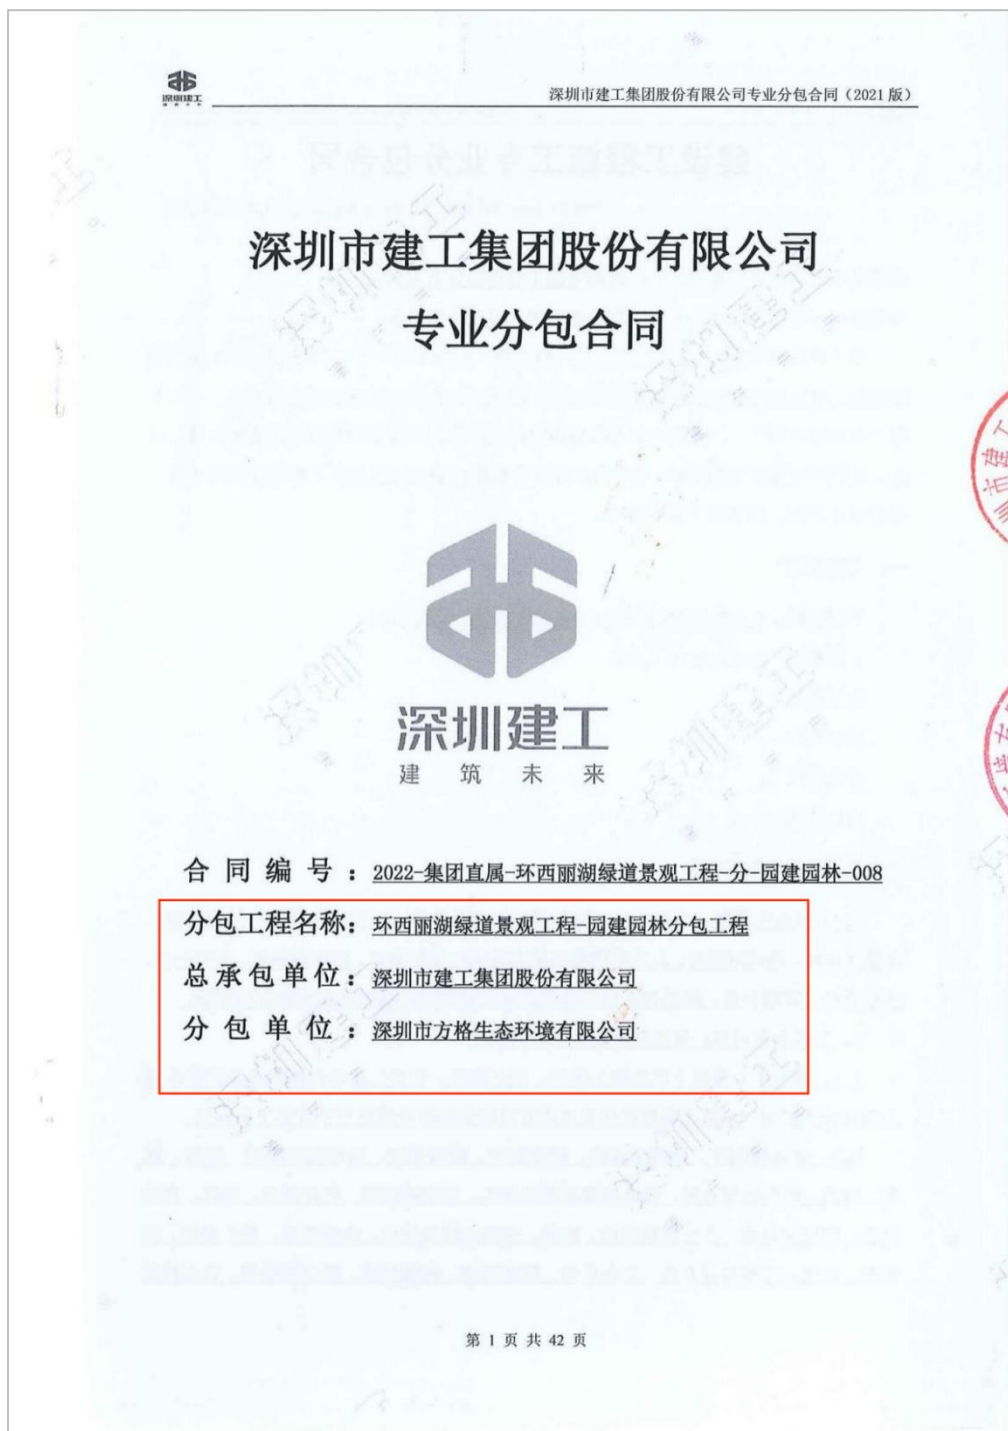 深圳建工
深圳市建工集团股份有限公司专业分包合同（2021 版）
深圳市建工集团股份有限公司
专业分包合同
深圳建工
建筑未来
合同编号：2022-集团直属-环西丽湖绿道景观工程-分-园建园林-008
分包工程名称：环西丽湖绿道景观工程-园建园林分包工程
总承包单位：深圳市建工集团股份有限公司
分包单位：深圳市方格生态环境有限公司
第 1 页 共 42 页